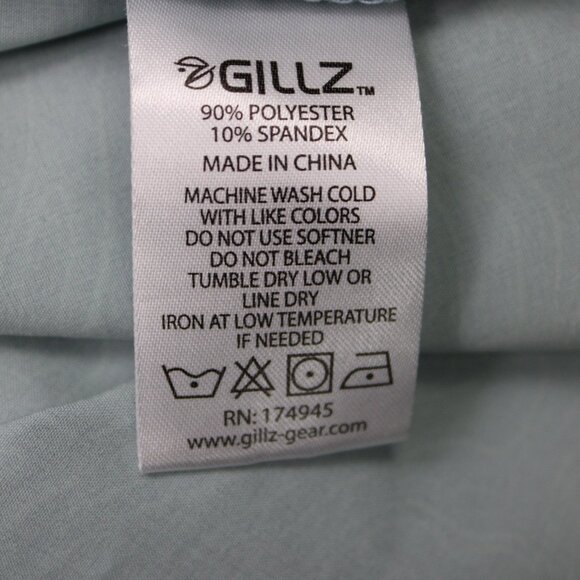 GILLZ™
90% POLYESTER
10% SPANDEX
MADE IN CHINA
MACHINE WASH COLD
WITH LIKE COLORS
DO NOT USE SOFTNER
DO NOT BLEACH
TUMBLE DRY LOW OR
LINE DRY
IRON AT LOW TEMPERATURE
IF NEEDED
RN: 174945
www.gillz-gear.com